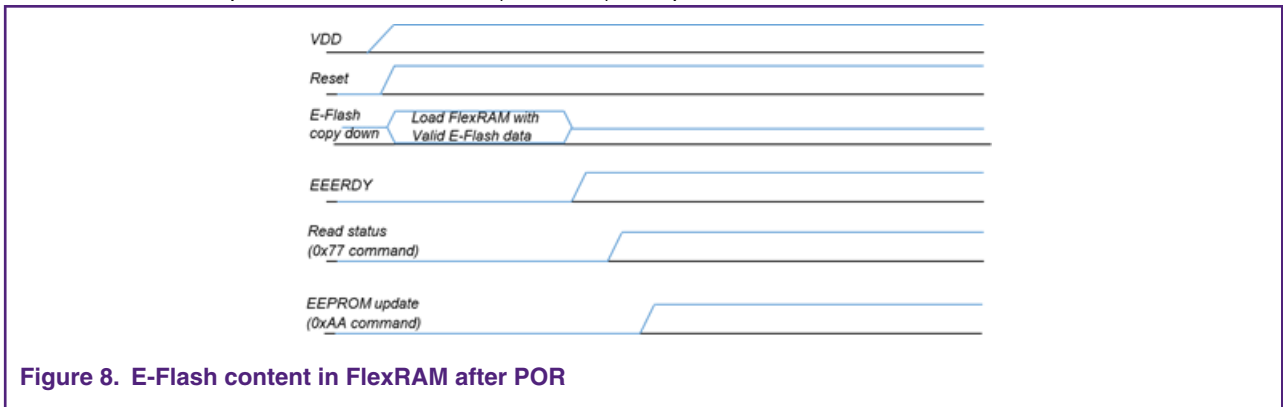 VDD
Reset
E-Flash
copy down
Load FlexRAM with
Valid E-Flash data
EEERDY
Read status
(0x77 command)
EEPROM update
(0xAA command)
Figure 8. E-Flash content in FlexRAM after POR